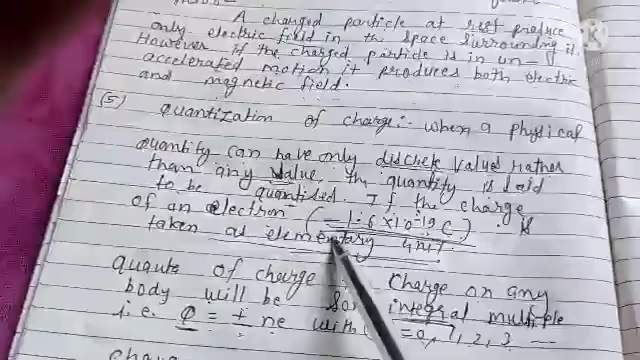 A charged particle at rest produce
only electric field in the space surrounding it.
However if the charged particle is in un-
accelerated motion it produces both electric
and magnetic field.
(5) Quantization of charge:- when a physical
quantity can have only discrete values rather
than any value the quantity is said
to be quantised. If the charge
of an electron (-1.6 × 10⁻¹⁹ C) is
taken as elementary unit
quanta of charge Charge on any
body will be integral multiple
i.e. Q = ± ne with = 0, 1, 2, 3 ---